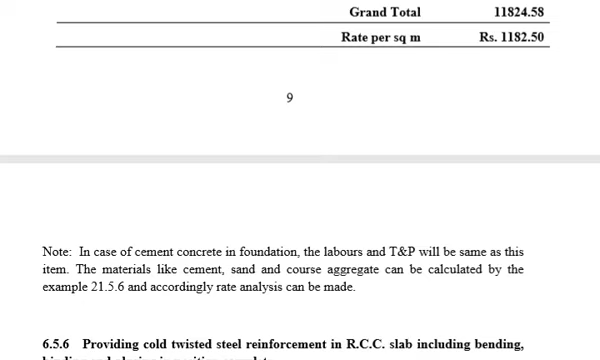 Grand Total 11824.58
Rate per sq m Rs. 1182.50
9
Note: In case of cement concrete in foundation, the labours and T&P will be same as this
item. The materials like cement, sand and course aggregate can be calculated by the
example 21.5.6 and accordingly rate analysis can be made.
6.5.6 Providing cold twisted steel reinforcement in R.C.C. slab including bending,